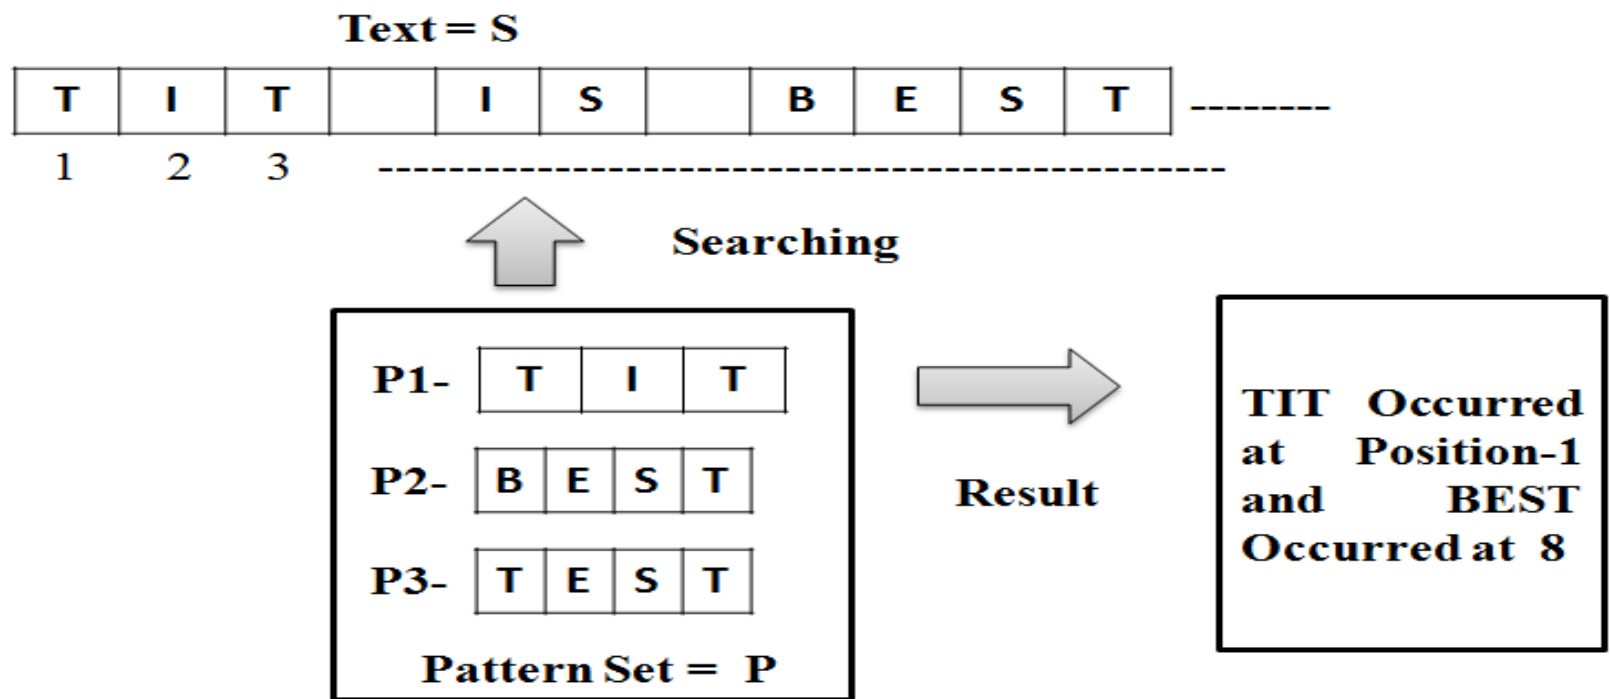 Text = S
T I T I S B E S T --------
1 2 3 ------------------------------------------------
Searching
P1- T I T
P2- B E S T
P3- T E S T
Pattern Set = P
Result
TIT Occurred
at Position-1
and BEST
Occurred at 8